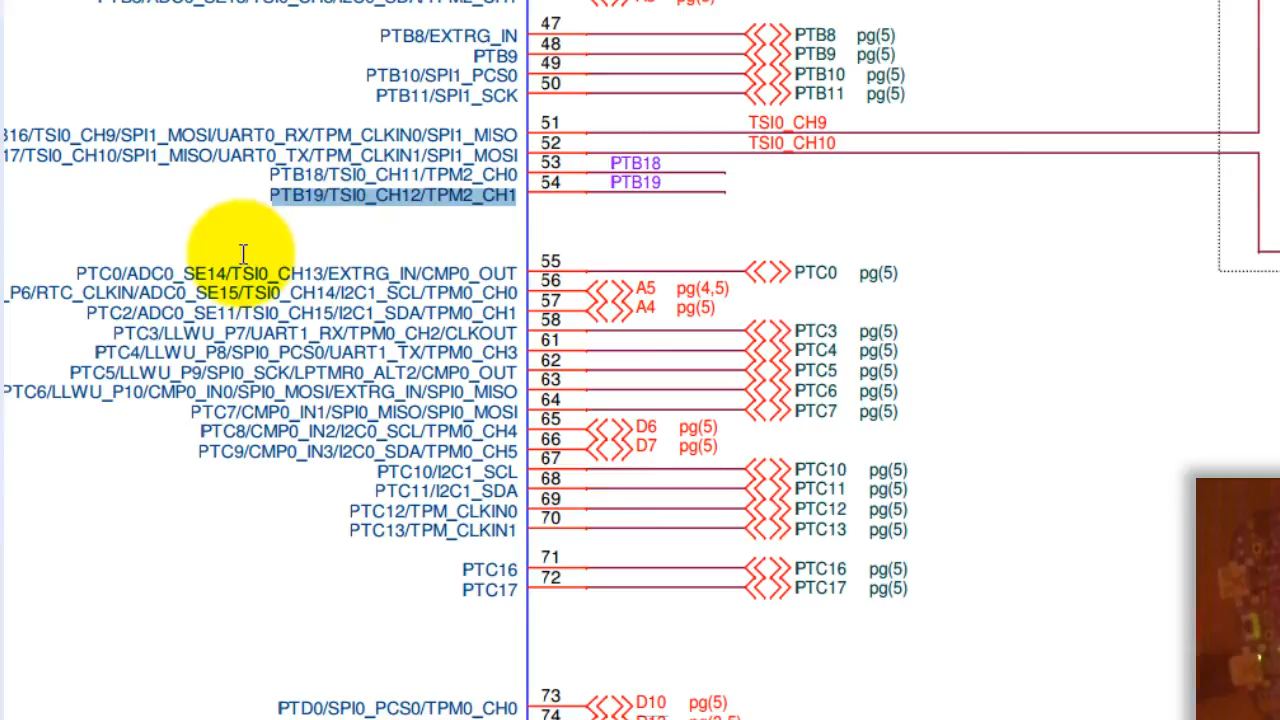 pg(5)
47
PTB8/EXTRG_IN PTB8 pg(5)
48
PTB9 PTB9 pg(5)
49
PTB10/SPI1_PCS0 PTB10 pg(5)
50
PTB11/SPI1_SCK PTB11 pg(5)
51 TSI0_CH9
B16/TSI0_CH9/SPI1_MOSI/UART0_RX/TPM_CLKIN0/SPI1_MISO
52 TSI0_CH10
17/TSI0_CH10/SPI1_MISO/UART0_TX/TPM_CLKIN1/SPI1_MOSI
53 PTB18
PTB18/TSI0_CH11/TPM2_CH0
54 PTB19
PTB19/TSI0_CH12/TPM2_CH1
55
PTC0/ADC0_SE14/TSI0_CH13/EXTRG_IN/CMP0_OUT PTC0 pg(5)
56 A5 pg(4,5)
_P6/RTC_CLKIN/ADC0_SE15/TSI0_CH14/I2C1_SCL/TPM0_CH0
57 A4 pg(5)
PTC2/ADC0_SE11/TSI0_CH15/I2C1_SDA/TPM0_CH1
58
PTC3/LLWU_P7/UART1_RX/TPM0_CH2/CLKOUT PTC3 pg(5)
61
PTC4/LLWU_P8/SPI0_PCS0/UART1_TX/TPM0_CH3 PTC4 pg(5)
62
PTC5/LLWU_P9/SPI0_SCK/LPTMR0_ALT2/CMP0_OUT PTC5 pg(5)
63
PTC6/LLWU_P10/CMP0_IN0/SPI0_MOSI/EXTRG_IN/SPI0_MISO PTC6 pg(5)
64
PTC7/CMP0_IN1/SPI0_MISO/SPI0_MOSI PTC7 pg(5)
65
PTC8/CMP0_IN2/I2C0_SCL/TPM0_CH4 D6 pg(5)
66
PTC9/CMP0_IN3/I2C0_SDA/TPM0_CH5 D7 pg(5)
67
PTC10/I2C1_SCL PTC10 pg(5)
68
PTC11/I2C1_SDA PTC11 pg(5)
69
PTC12/TPM_CLKIN0 PTC12 pg(5)
70
PTC13/TPM_CLKIN1 PTC13 pg(5)
71
PTC16 PTC16 pg(5)
72
PTC17 PTC17 pg(5)
73
PTD0/SPI0_PCS0/TPM0_CH0 D10 pg(5)
74